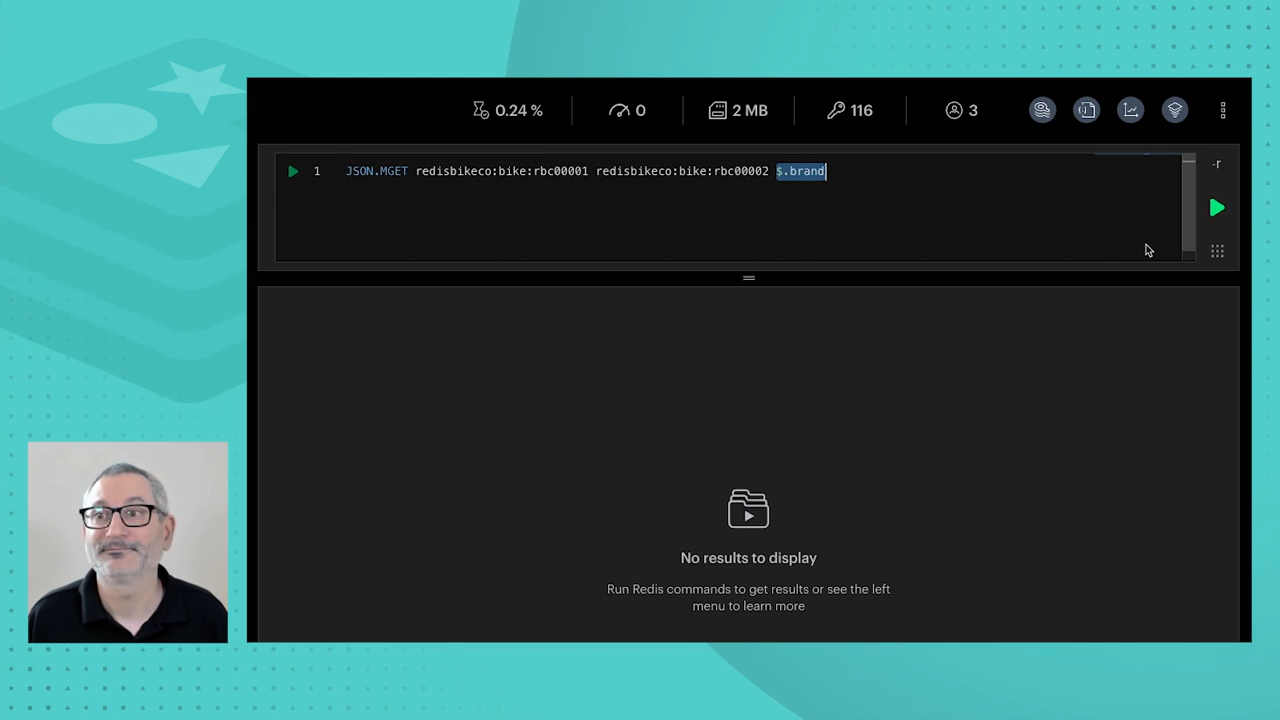 0.24 % 0 2 MB 116 3
1 JSON.MGET redisbikeco:bike:rbc00001 redisbikeco:bike:rbc00002 $.brand
-r
No results to display
Run Redis commands to get results or see the left
menu to learn more